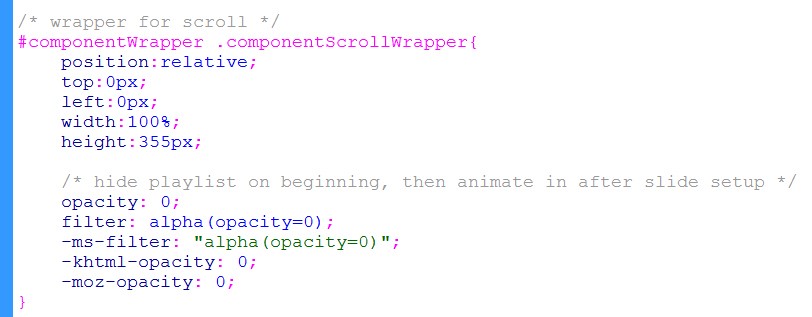 /* wrapper for scroll */
#componentWrapper .componentScrollWrapper{
    position:relative;
    top:0px;
    left:0px;
    width:100%;
    height:355px;

    /* hide playlist on beginning, then animate in after slide setup */
    opacity: 0;
    filter: alpha(opacity=0);
    -ms-filter: "alpha(opacity=0)";
    -khtml-opacity: 0;
    -moz-opacity: 0;
}